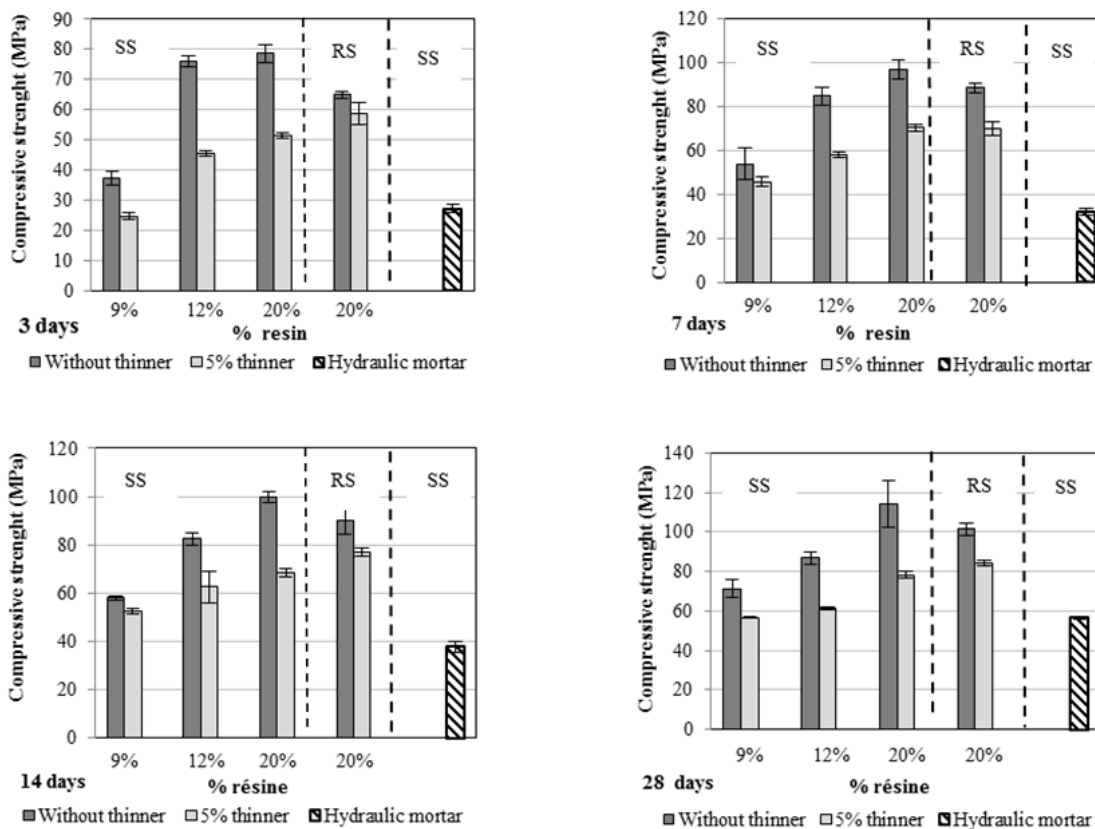 Compressive strenght (MPa)
90
80
70
60
50
40
30
20
10
0
SS
RS
SS
9%
12%
20%
20%
3 days
% resin
Without thinner
5% thinner
Hydraulic mortar
Compressive strenght (MPa)
120
100
80
60
40
20
0
SS
RS
SS
9%
12%
20%
20%
7 days
% resin
Without thinner
5% thinner
Hydraulic mortar
Compressive strenght (MPa)
120
100
80
60
40
20
0
SS
RS
SS
9%
12%
20%
20%
14 days
% résine
Without thinner
5% thinner
Hydraulic mortar
Compressive strenght (MPa)
140
120
100
80
60
40
20
0
SS
RS
SS
9%
12%
20%
20%
28 days
% résine
Without thinner
5% thinner
Hydraulic mortar